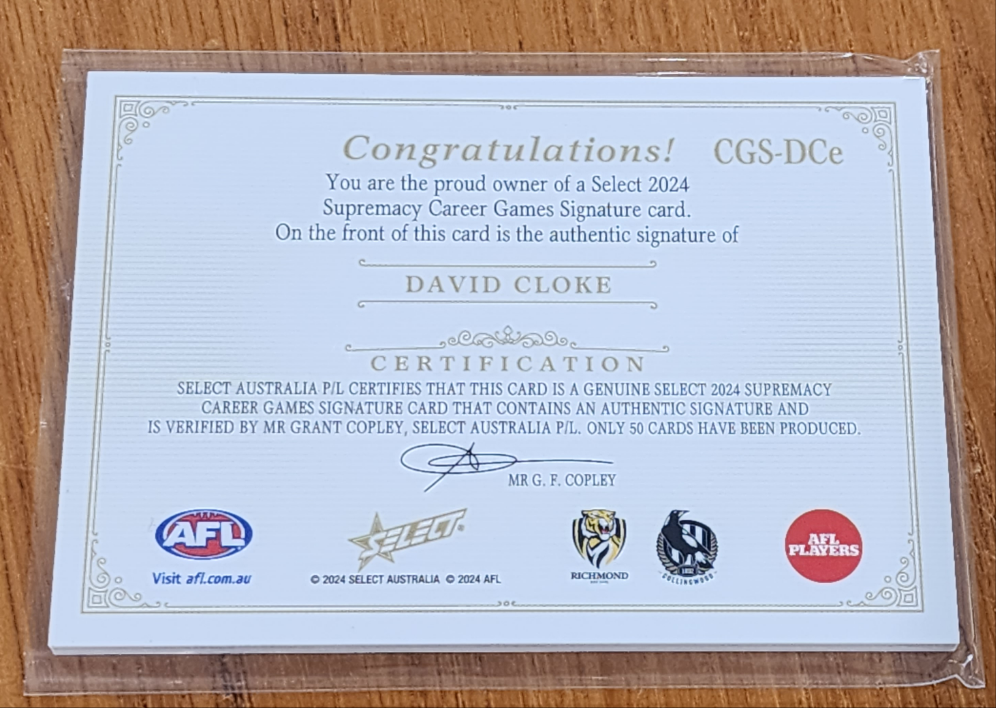 Congratulations! CGS-DCe
You are the proud owner of a Select 2024
Supremacy Career Games Signature card.
On the front of this card is the authentic signature of
DAVID CLOKE
CERTIFICATION
SELECT AUSTRALIA P/L CERTIFIES THAT THIS CARD IS A GENUINE SELECT 2024 SUPREMACY
CAREER GAMES SIGNATURE CARD THAT CONTAINS AN AUTHENTIC SIGNATURE AND
IS VERIFIED BY MR GRANT COPLEY, SELECT AUSTRALIA P/L. ONLY 50 CARDS HAVE BEEN PRODUCED.
MR G. F. COPLEY
AFL
Visit afl.com.au
SELECT
© 2024 SELECT AUSTRALIA © 2024 AFL
RICHMOND
1892
COLLINGWOOD
AFL
PLAYERS